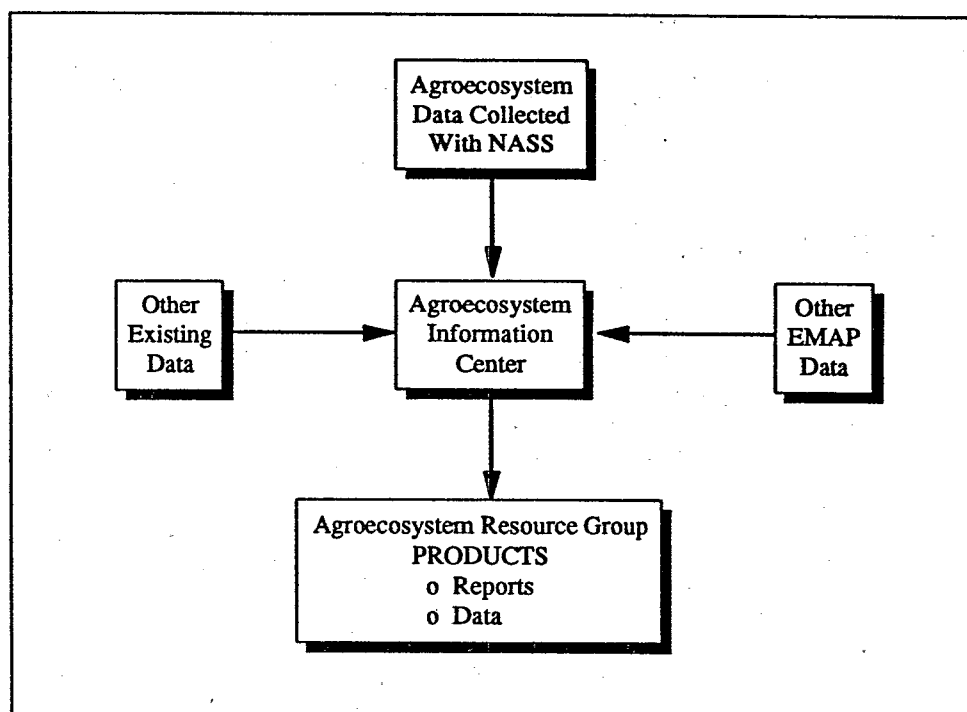 Agroecosystem
Data Collected
With NASS
Other
Existing
Data
Agroecosystem
Information
Center
Other
EMAP
Data
Agroecosystem Resource Group
PRODUCTS
o Reports
o Data